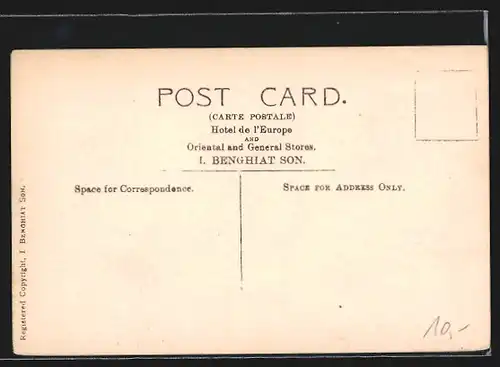 POST CARD.
(CARTE POSTALE)
Hotel de l'Europe
AND
Oriental and General Stores.
I. BENGHIAT SON.
Space for Correspondence.
SPACE FOR ADDRESS ONLY.
Registered Copyright, I BENGHIAT SON.
10,-